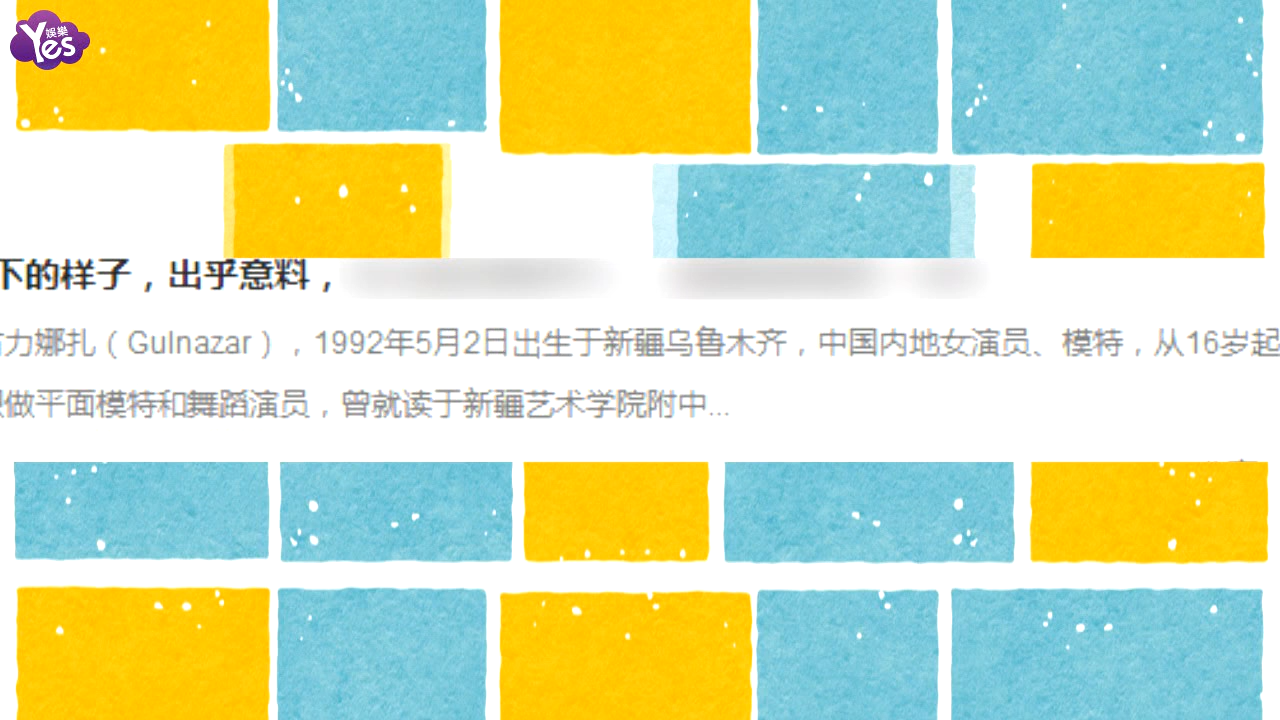 娛樂
Yes
下的样子，出乎意料，
力娜扎（Gulnazar），1992年5月2日出生于新疆乌鲁木齐，中国内地女演员、模特，从16岁起
做平面模特和舞蹈演员，曾就读于新疆艺术学院附中...